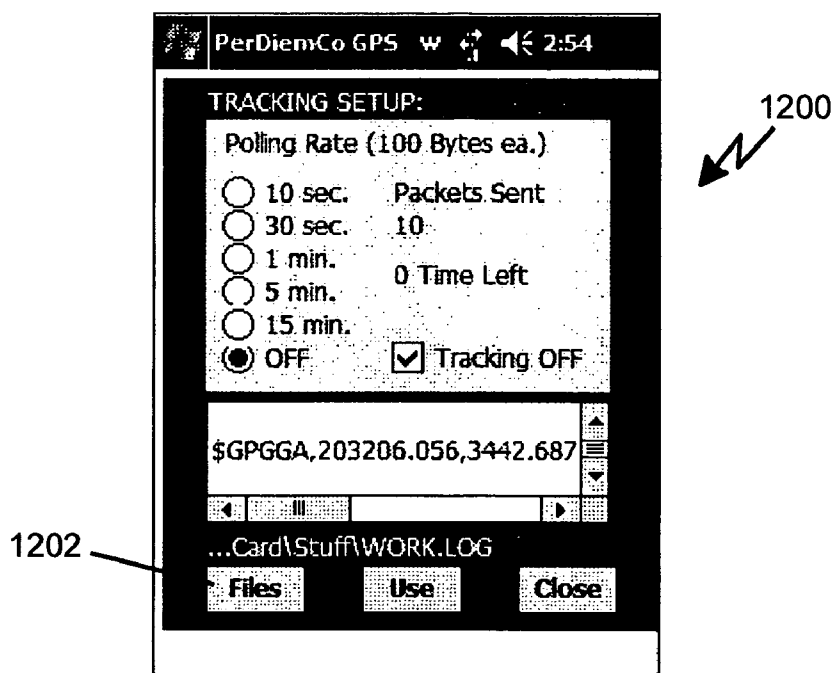 PerDiemCo GPS 2:54
1200
TRACKING SETUP:
Polling Rate (100 Bytes ea.)
10 sec. Packets Sent
30 sec. 10
1 min.
0 Time Left
5 min.
15 min.
OFF Tracking OFF
$GPGGA,203206.056,3442.687
...Card\Stuff\WORK.LOG
1202
Files Use Close